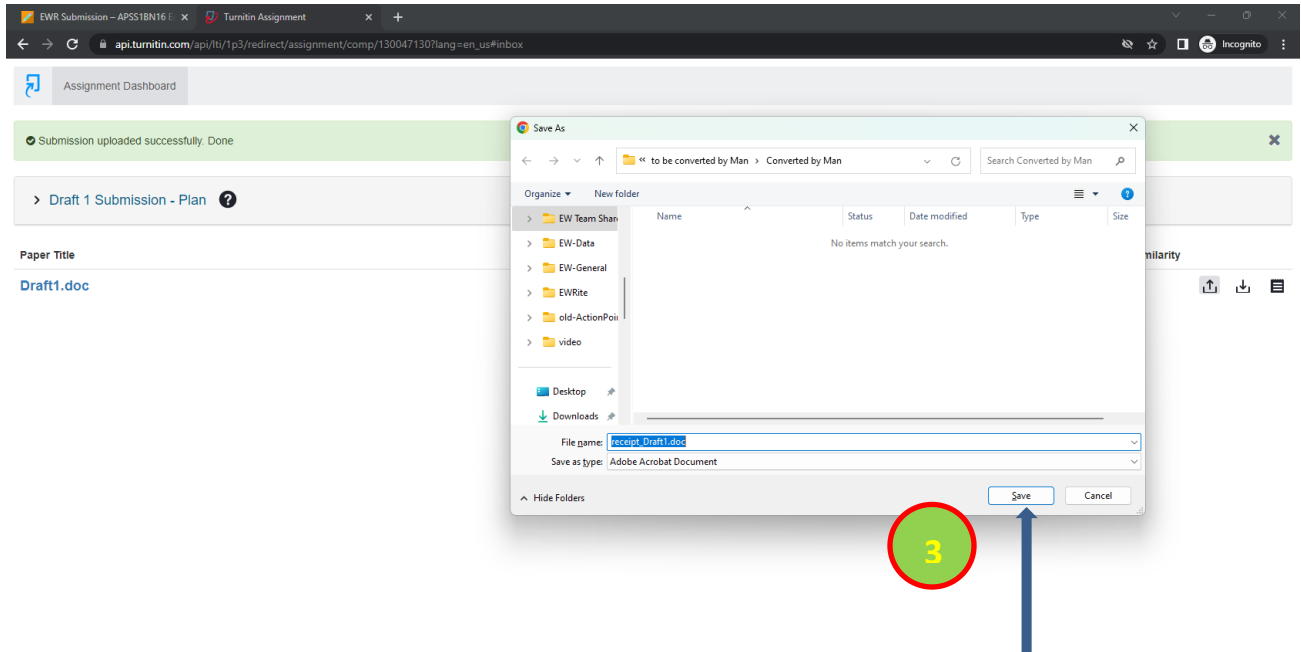 EWR Submission – APSS1BN16 E
Turnitin Assignment
api.turnitin.com/api/lti/1p3/redirect/assignment/comp/130047130?lang=en_us#inbox
Incognito
Assignment Dashboard
Submission uploaded successfully. Done
Draft 1 Submission - Plan
Paper Title
milarity
Draft1.doc
Save As
« to be converted by Man › Converted by Man
Search Converted by Man
Organize
New folder
Name
Status
Date modified
Type
Size
No items match your search.
EW Team Share
EW-Data
EW-General
EWRite
old-ActionPoin
video
Desktop
Downloads
File name: receipt_Draft1.doc
Save as type: Adobe Acrobat Document
Hide Folders
Save
Cancel
3